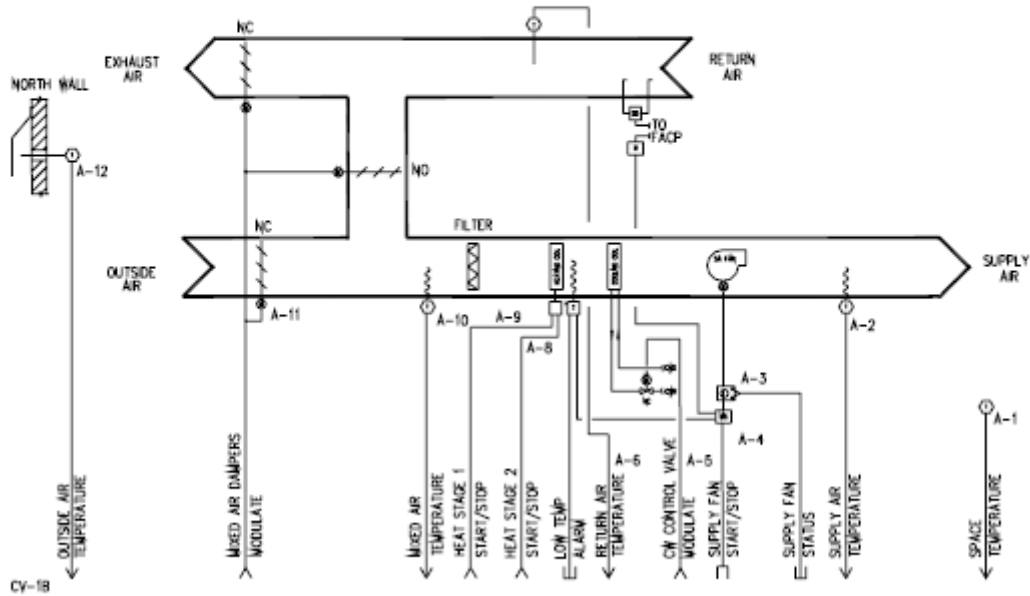 NC
EXHAUST
AIR
RETURN
AIR
NORTH WALL
TO
FACP
A-12
NO
NC
FILTER
OUTSIDE
AIR
SUPPLY
AIR
A-11
A-10
A-9
A-8
A-2
A-3
A-4
A-1
A-6
A-5
OUTSIDE AIR
TEMPERATURE
MIXED AIR DAMPERS
MODULATE
MIXED AIR
TEMPERATURE
HEAT STAGE 1
START/STOP
HEAT STAGE 2
START/STOP
LOW TEMP
ALARM
RETURN AIR
TEMPERATURE
CW CONTROL VALVE
MODULATE
SUPPLY FAN
START/STOP
SUPPLY FAN
STATUS
SUPPLY AIR
TEMPERATURE
SPACE
TEMPERATURE
CV-1B